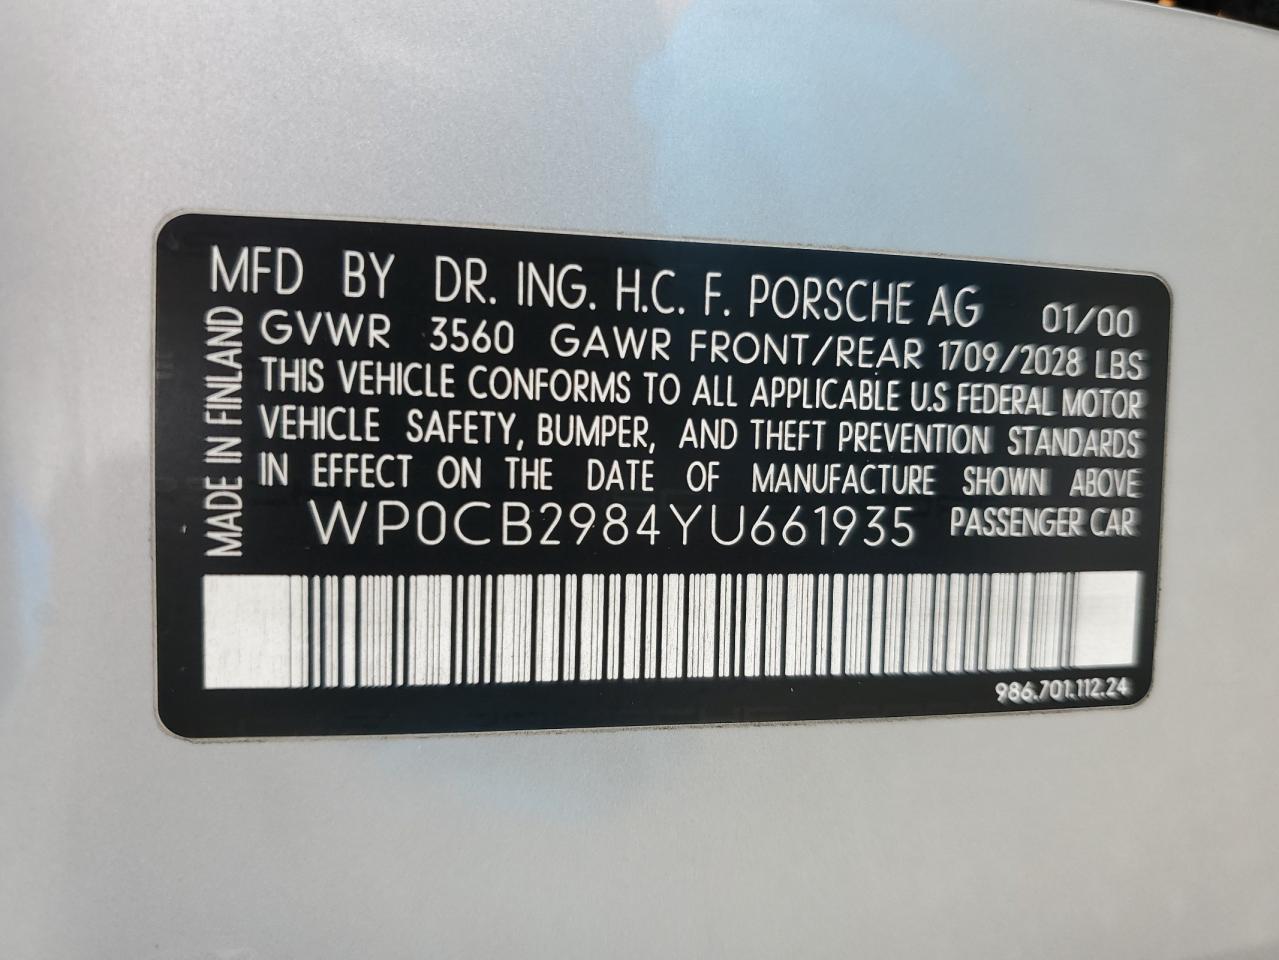 MFD BY DR. ING. H.C. F. PORSCHE AG 01/00
GVWR 3560 GAWR FRONT/REAR 1709/2028 LBS
THIS VEHICLE CONFORMS TO ALL APPLICABLE U.S FEDERAL MOTOR
VEHICLE SAFETY, BUMPER, AND THEFT PREVENTION STANDARDS
IN EFFECT ON THE DATE OF MANUFACTURE SHOWN ABOVE
WP0CB2984YU661935 PASSENGER CAR
MADE IN FINLAND
986.701.112.24